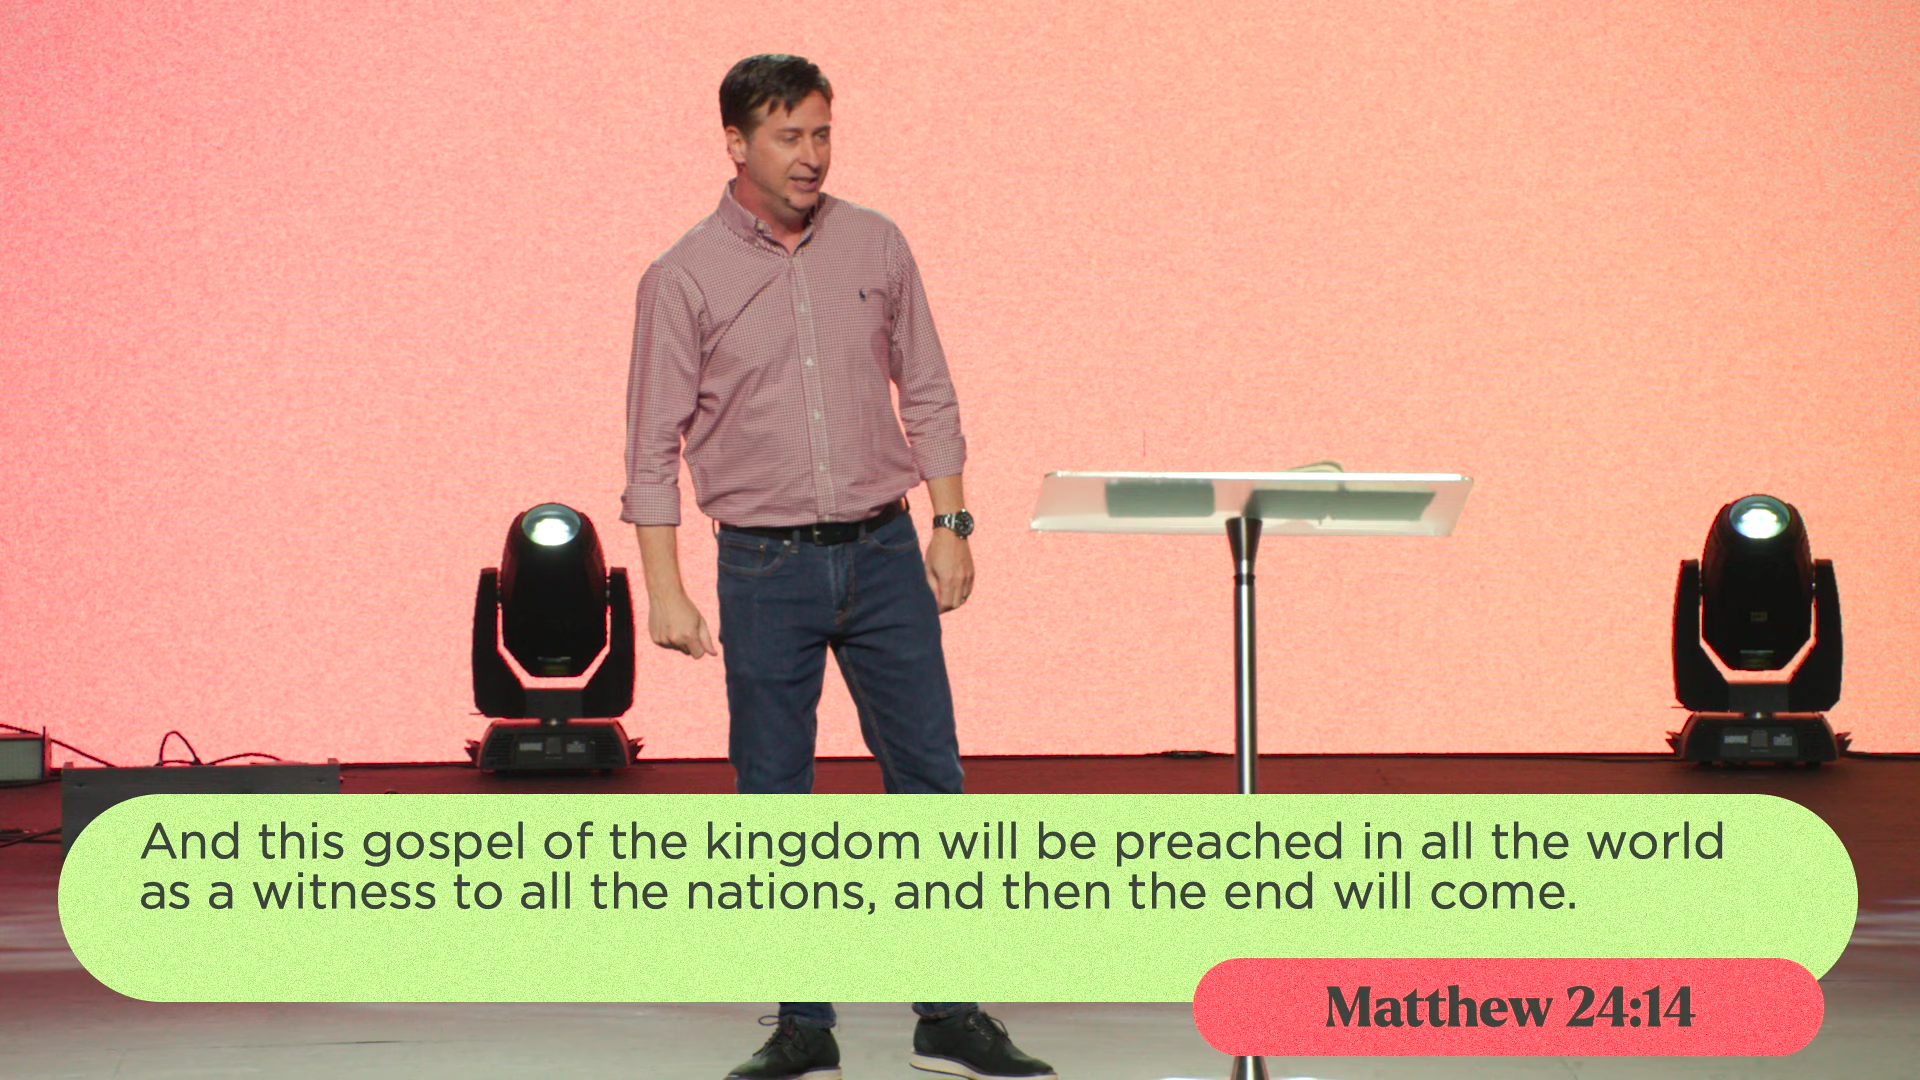 And this gospel of the kingdom will be preached in all the world
as a witness to all the nations, and then the end will come.
Matthew 24:14